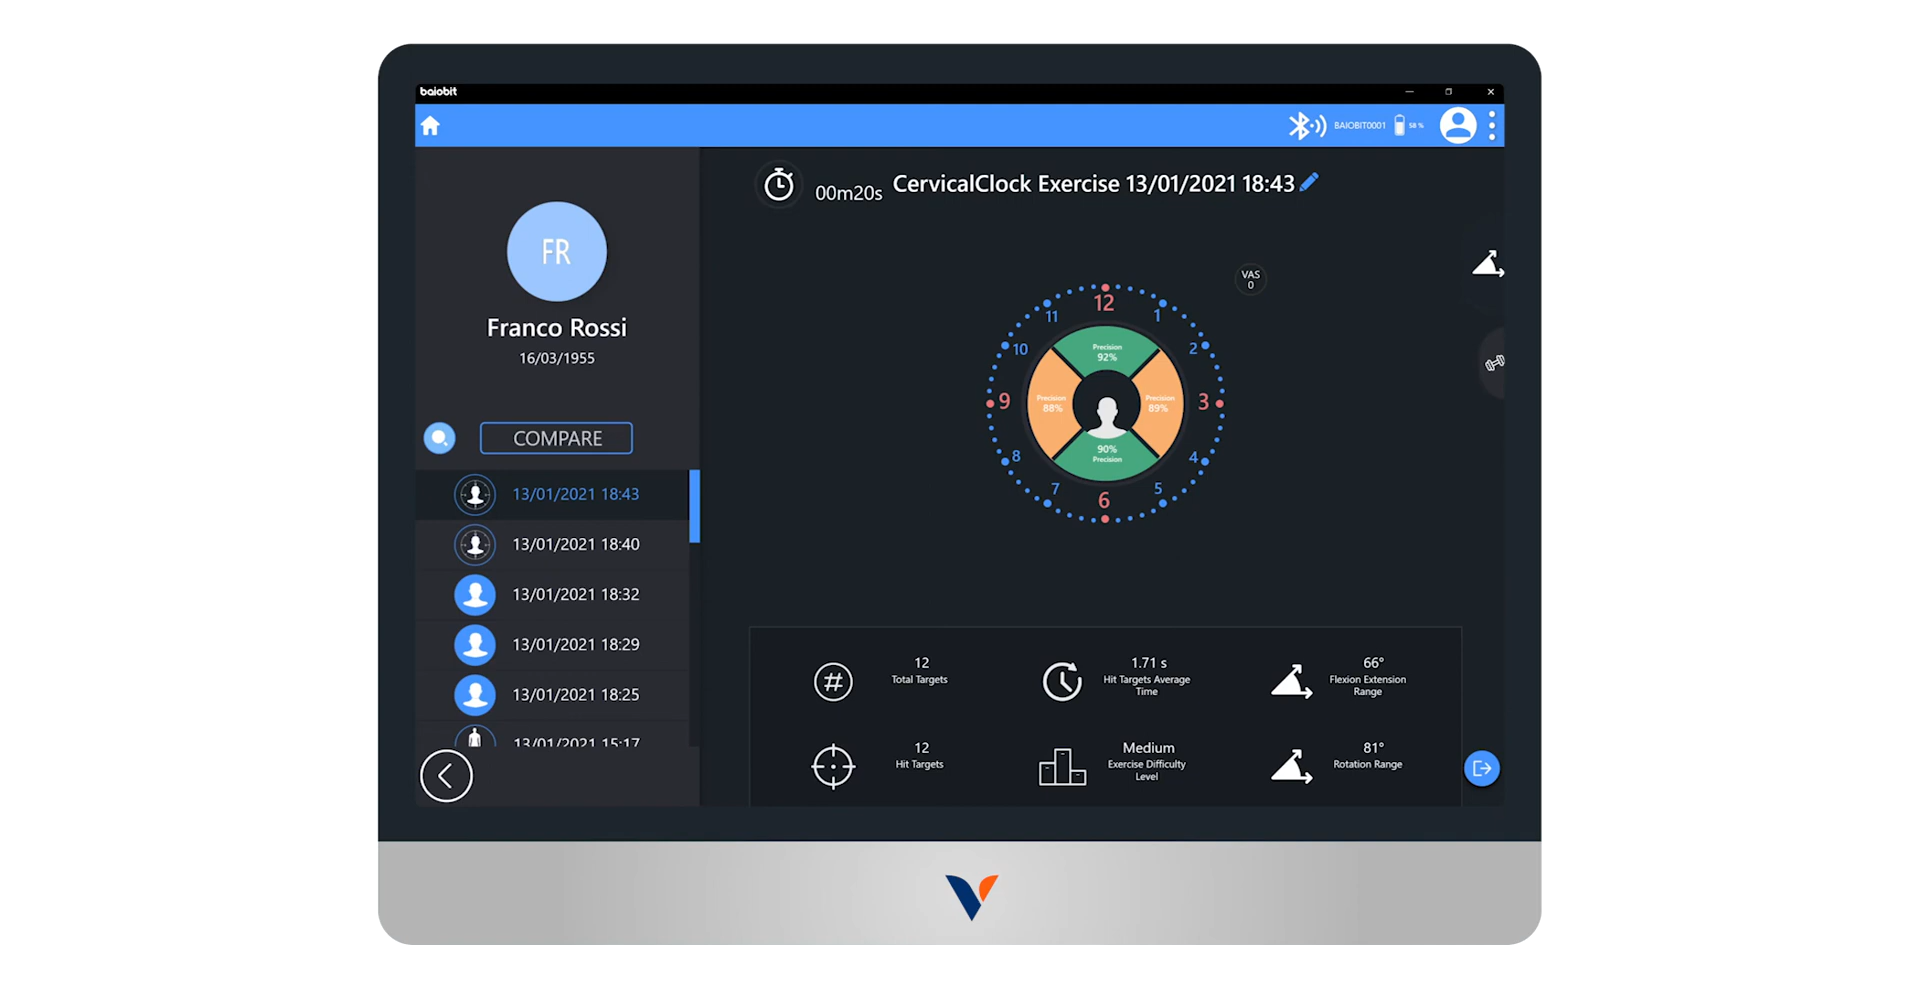 baiobit
BAIOBIT0001
58 %
FR
Franco Rossi
16/03/1955
COMPARE
13/01/2021 18:43
13/01/2021 18:40
13/01/2021 18:32
13/01/2021 18:29
13/01/2021 18:25
13/01/2021 15:17
00m20s
CervicalClock Exercise 13/01/2021 18:43
VAS
0
12
1
2
3
4
5
6
7
8
9
10
11
Precision
92%
Precision
88%
Precision
89%
90%
Precision
#
12
Total Targets
1.71 s
Hit Targets Average
Time
66°
Flexion Extension
Range
12
Hit Targets
Medium
Exercise Difficulty
Level
81°
Rotation Range